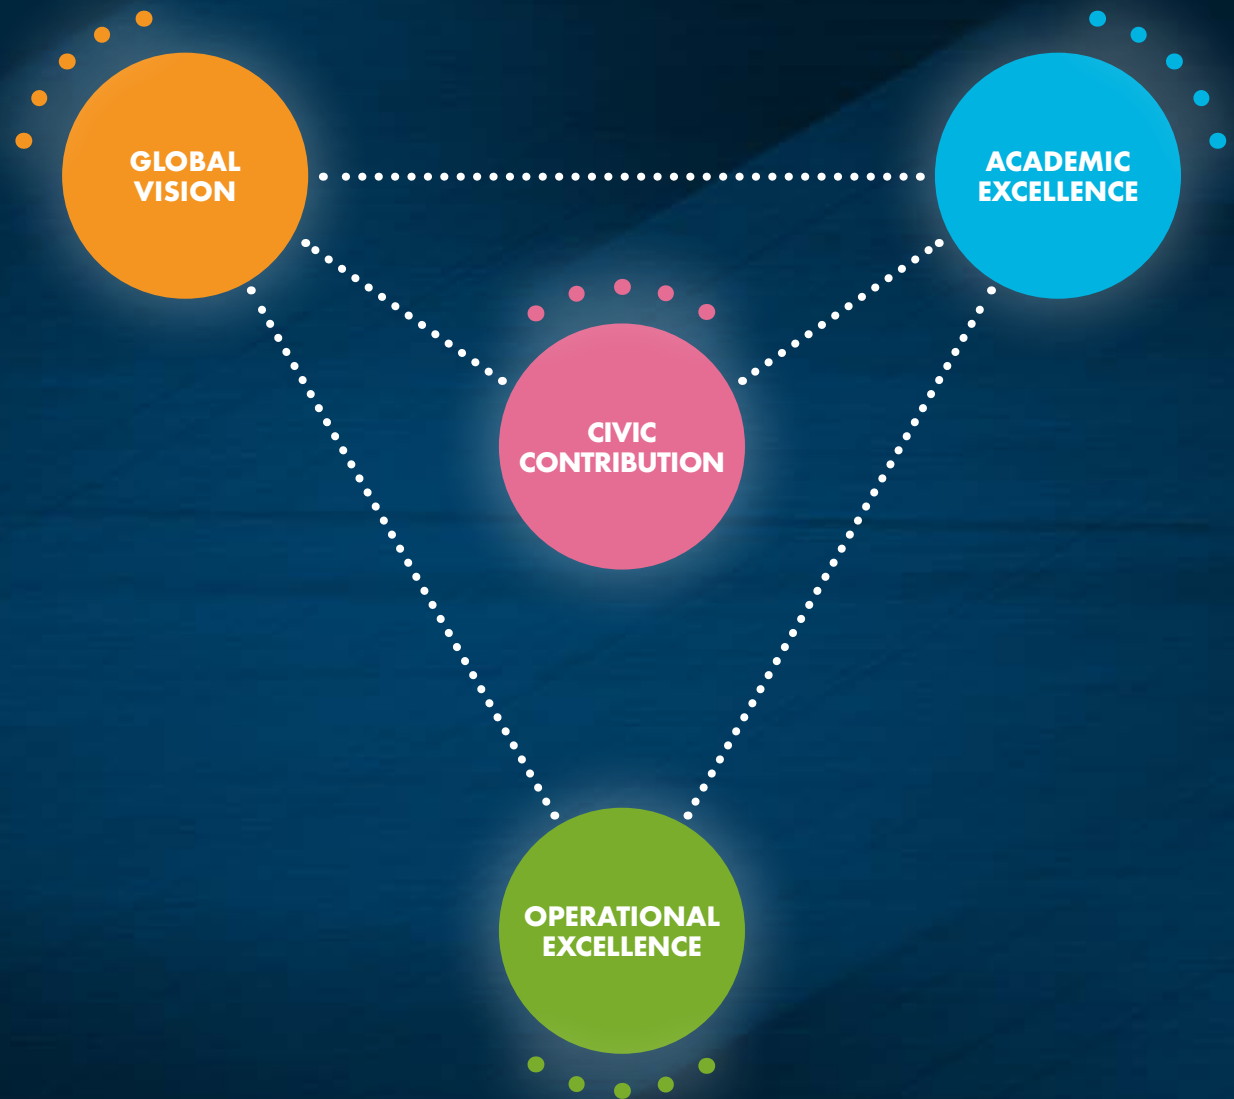 GLOBAL
VISION
ACADEMIC
EXCELLENCE
CIVIC
CONTRIBUTION
OPERATIONAL
EXCELLENCE